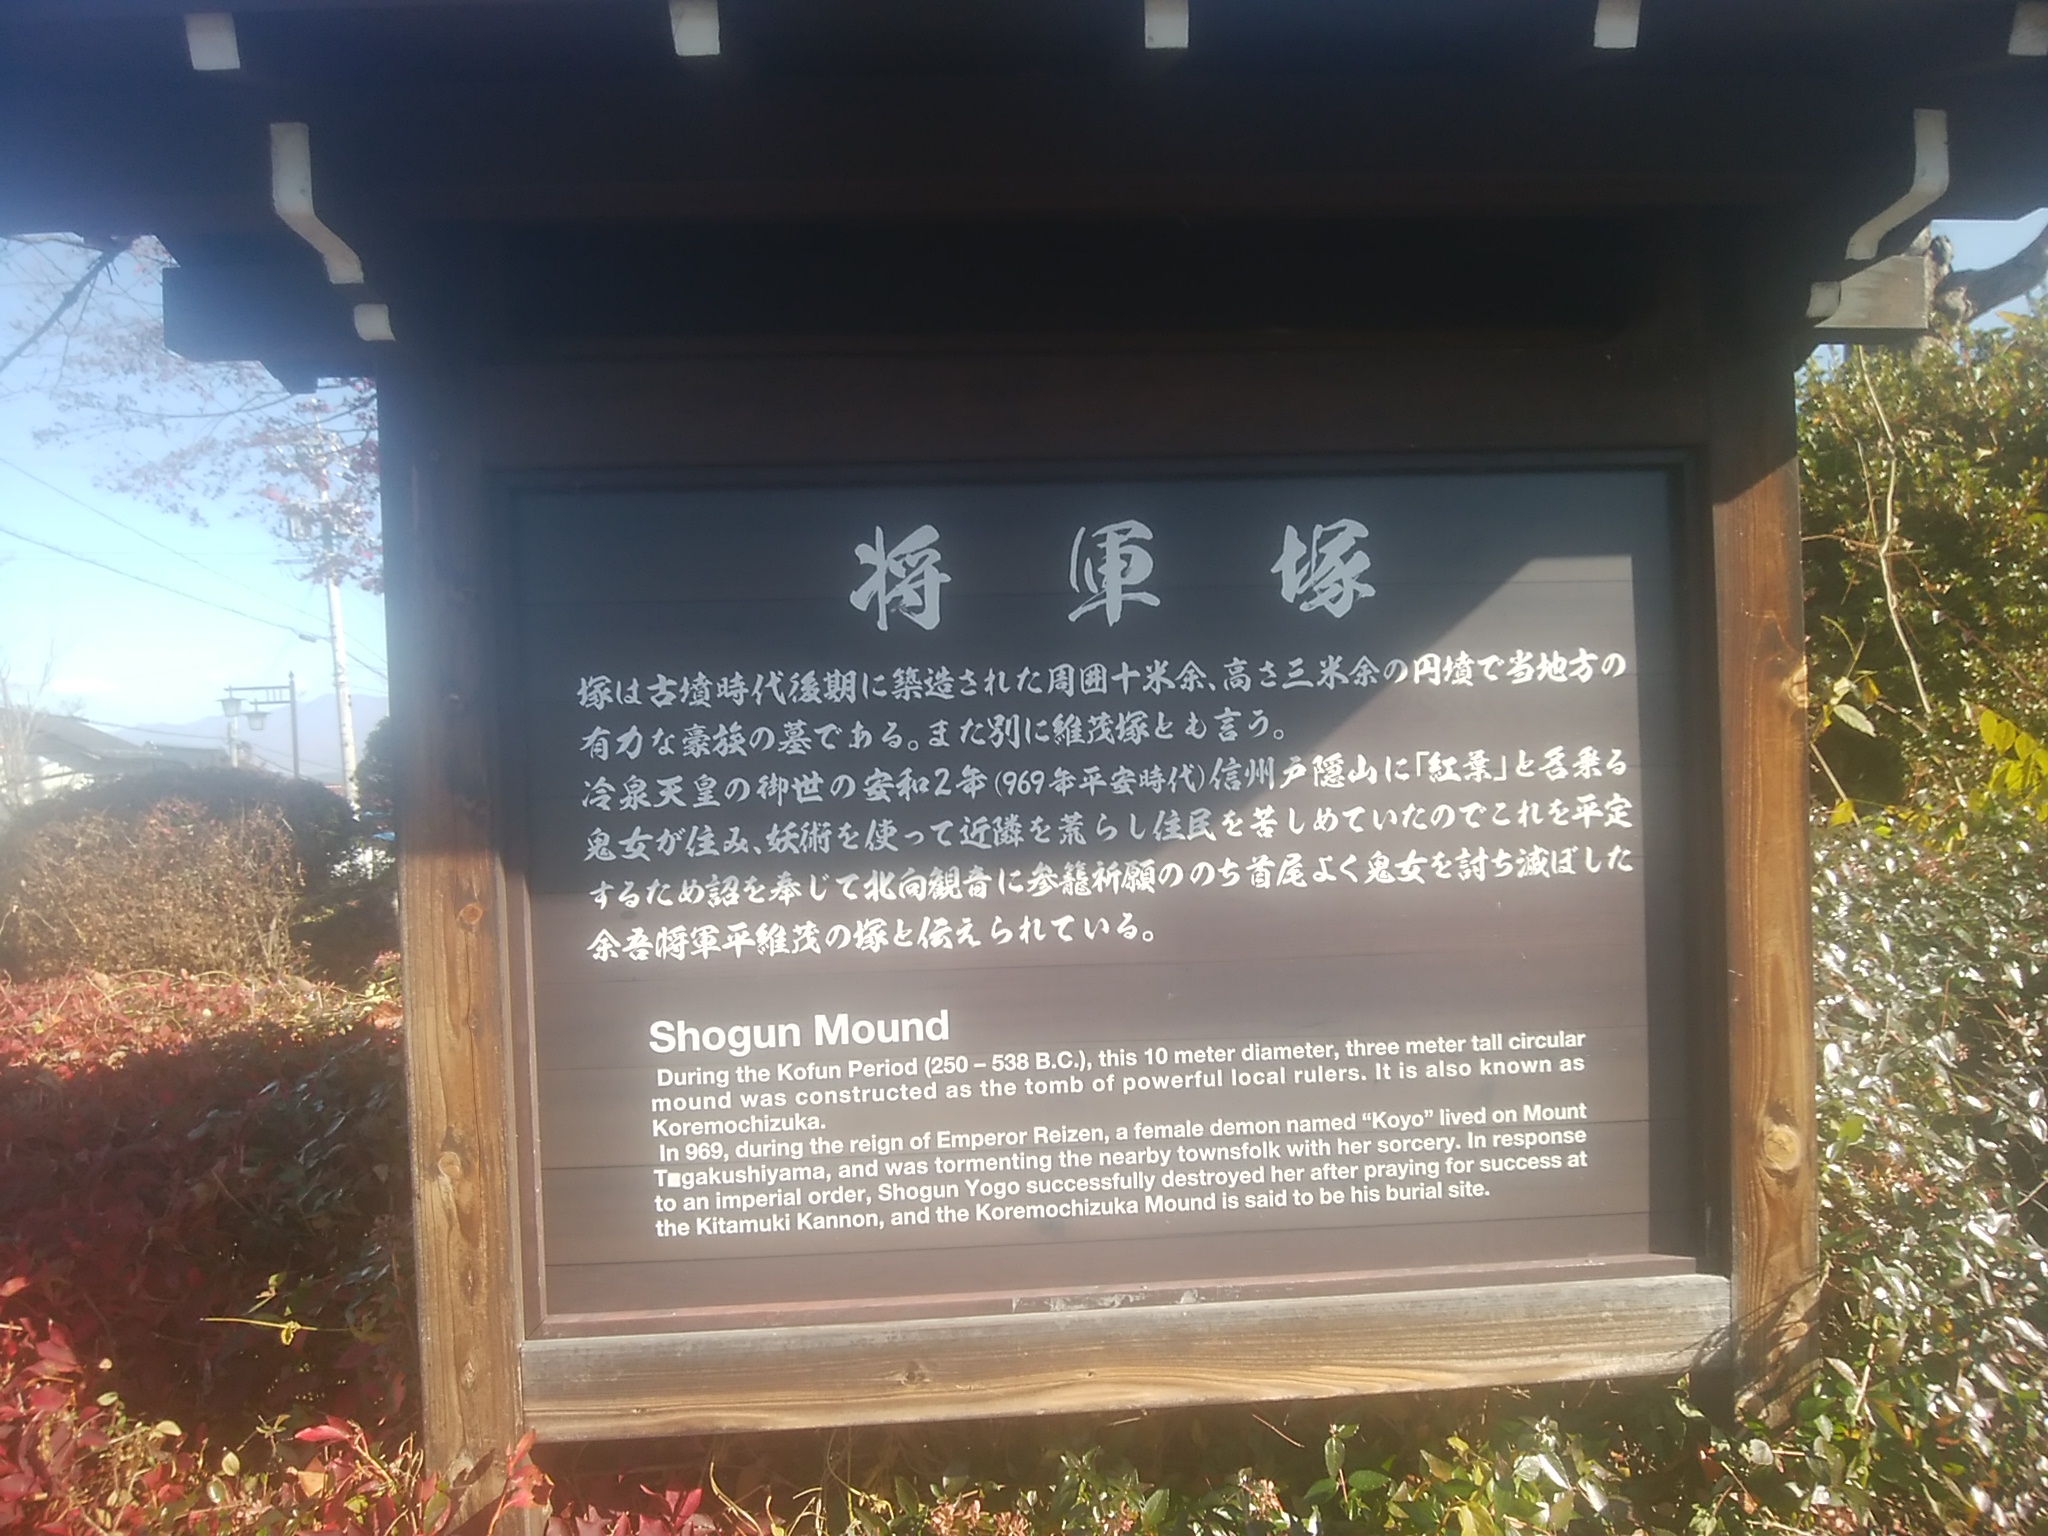 将軍塚
塚は古墳時代後期に築造された周囲十米余、高さ三米余の円墳で当地方の
有力な豪族の墓である。また別に維茂塚とも言う。
冷泉天皇の御世の安和2年(969年平安時代)信州戸隠山に「紅葉」と名乗る
鬼女が住み、妖術を使って近隣を荒らし住民を苦しめていたのでこれを平定
するため詔を奉じて北向観音に参籠祈願ののち首尾よく鬼女を討ち滅ぼした
余吾将軍平維茂の塚と伝えられている。
Shogun Mound
During the Kofun Period (250 – 538 B.C.), this 10 meter diameter, three meter tall circular
mound was constructed as the tomb of powerful local rulers. It is also known as
Koremochizuka.
In 969, during the reign of Emperor Reizen, a female demon named “Koyo” lived on Mount
T■gakushiyama, and was tormenting the nearby townsfolk with her sorcery. In response
to an imperial order, Shogun Yogo successfully destroyed her after praying for success at
the Kitamuki Kannon, and the Koremochizuka Mound is said to be his burial site.